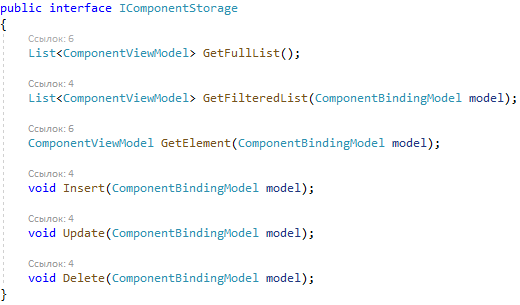 public interface IComponentStorage
{
Ссылок: 6
List<ComponentViewModel> GetFullList();
Ссылок: 4
List<ComponentViewModel> GetFilteredList(ComponentBindingModel model);
Ссылок: 6
ComponentViewModel GetElement(ComponentBindingModel model);
Ссылок: 4
void Insert(ComponentBindingModel model);
Ссылок: 4
void Update(ComponentBindingModel model);
Ссылок: 4
void Delete(ComponentBindingModel model);
}